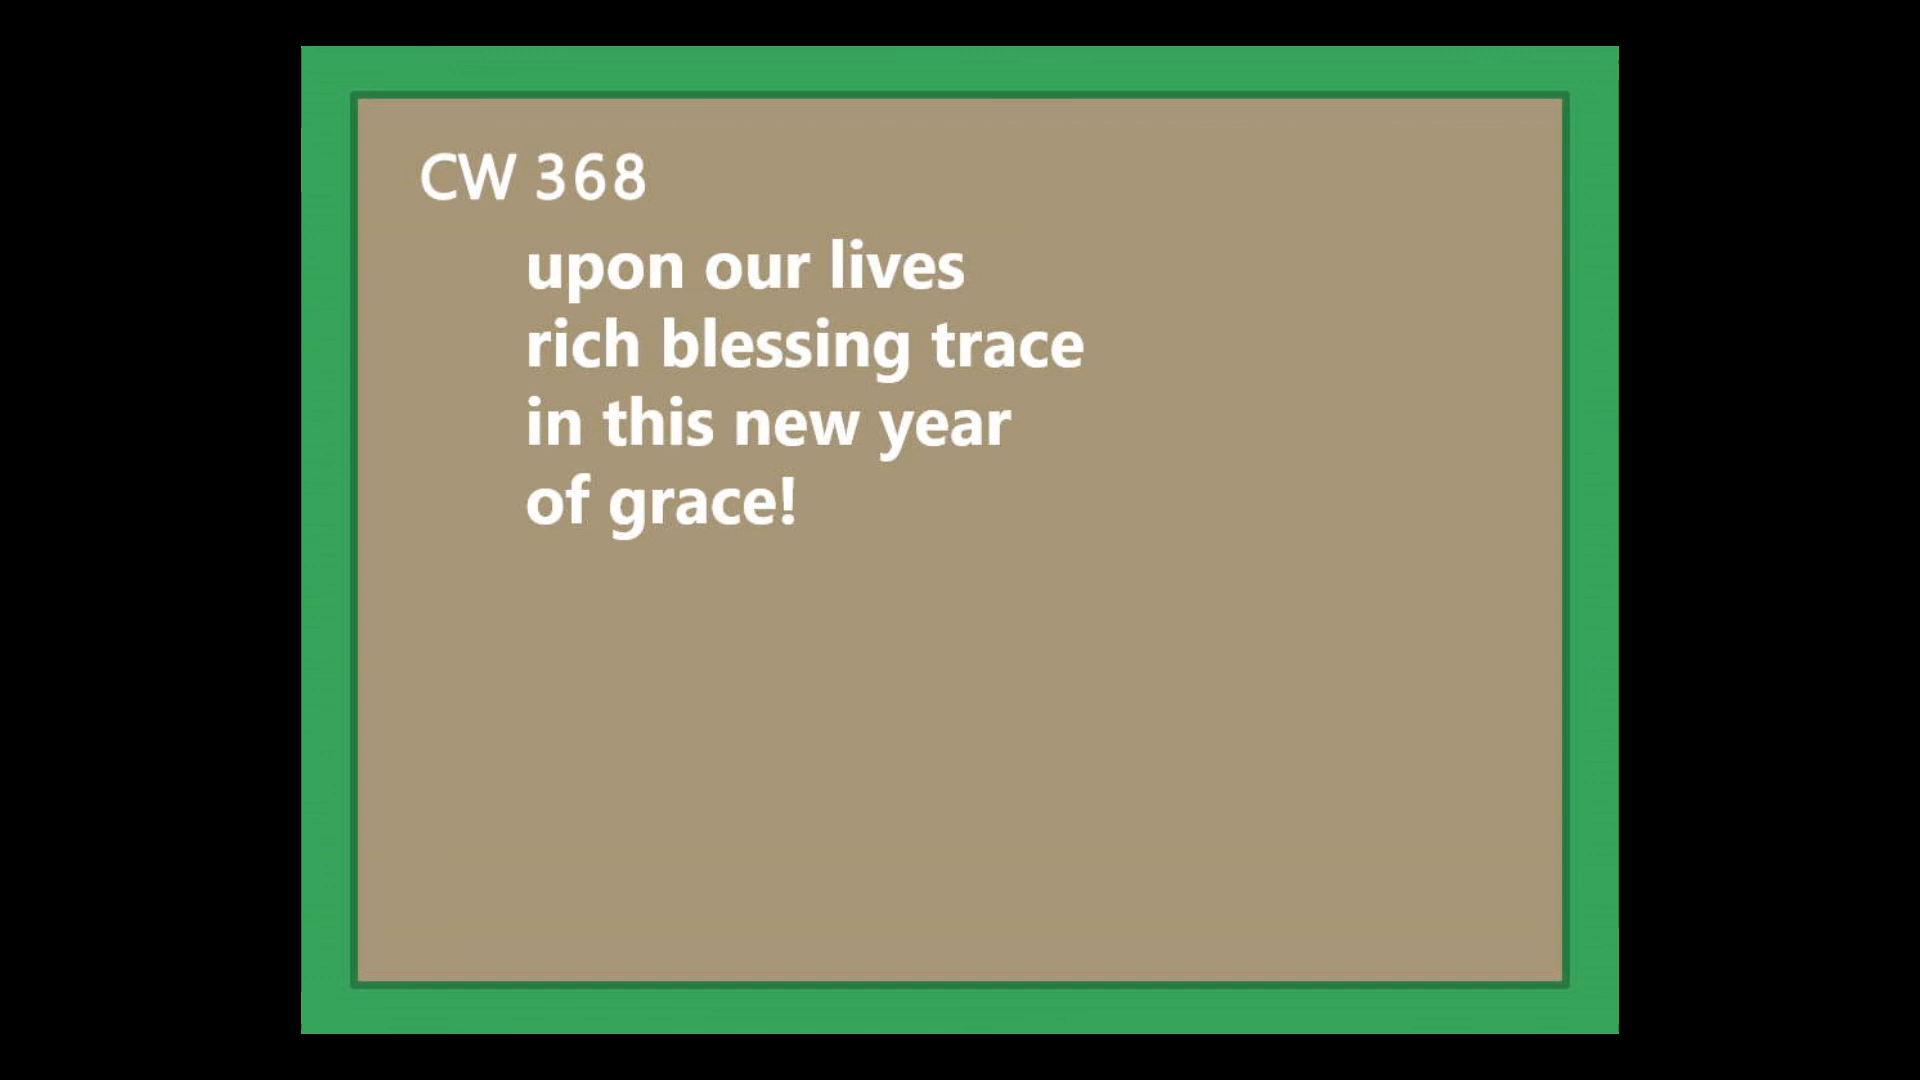 CW 368
upon our lives
rich blessing trace
in this new year
of grace!